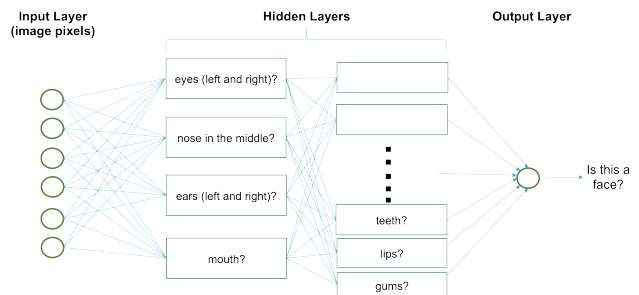 Input Layer
(image pixels)
Hidden Layers
Output Layer
eyes (left and right)?
nose in the middle?
ears (left and right)?
mouth?
teeth?
lips?
gums?
Is this a
face?